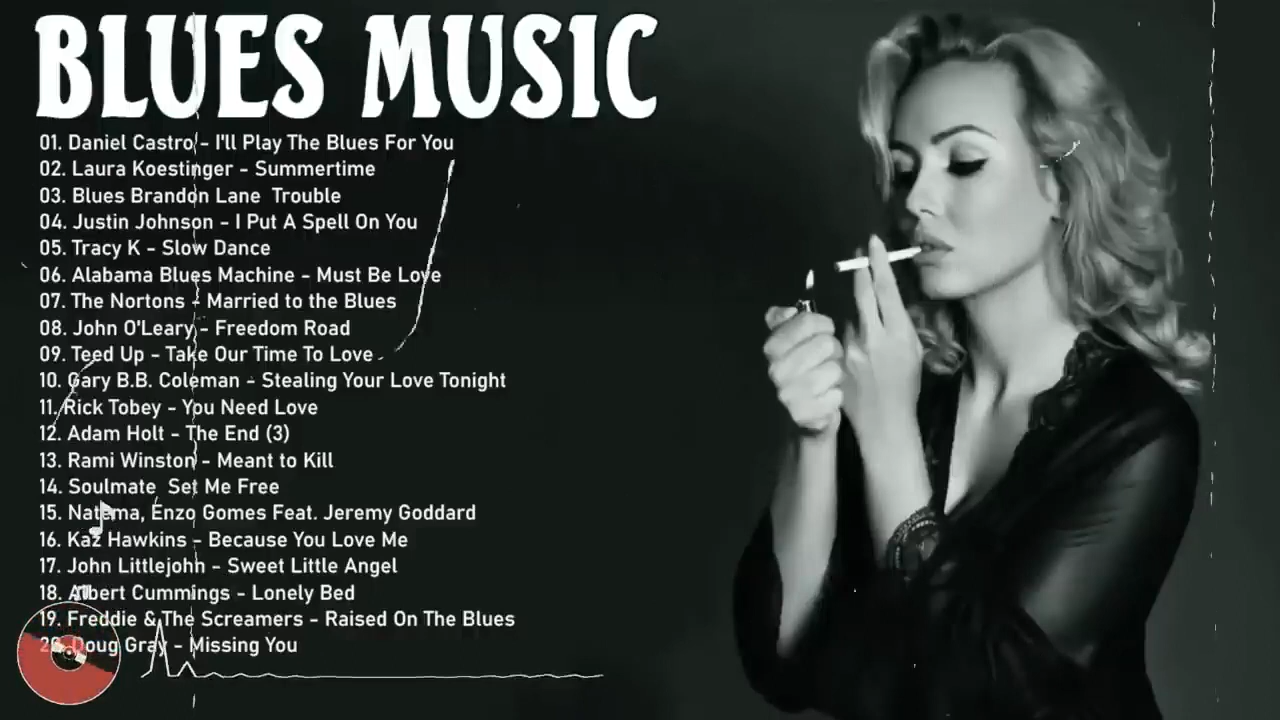 BLUES MUSIC
01. Daniel Castro - I'll Play The Blues For You
02. Laura Koestinger - Summertime
03. Blues Brandon Lane  Trouble
04. Justin Johnson - I Put A Spell On You
05. Tracy K - Slow Dance
06. Alabama Blues Machine - Must Be Love
07. The Nortons - Married to the Blues
08. John O'Leary - Freedom Road
09. Teed Up - Take Our Time To Love
10. Gary B.B. Coleman - Stealing Your Love Tonight
11. Rick Tobey - You Need Love
12. Adam Holt - The End (3)
13. Rami Winston - Meant to Kill
14. Soulmate  Set Me Free
15. Natema, Enzo Gomes Feat. Jeremy Goddard
16. Kaz Hawkins - Because You Love Me
17. John Littlejohn - Sweet Little Angel
18. Albert Cummings - Lonely Bed
19. Freddie & The Screamers - Raised On The Blues
20. Doug Gray - Missing You